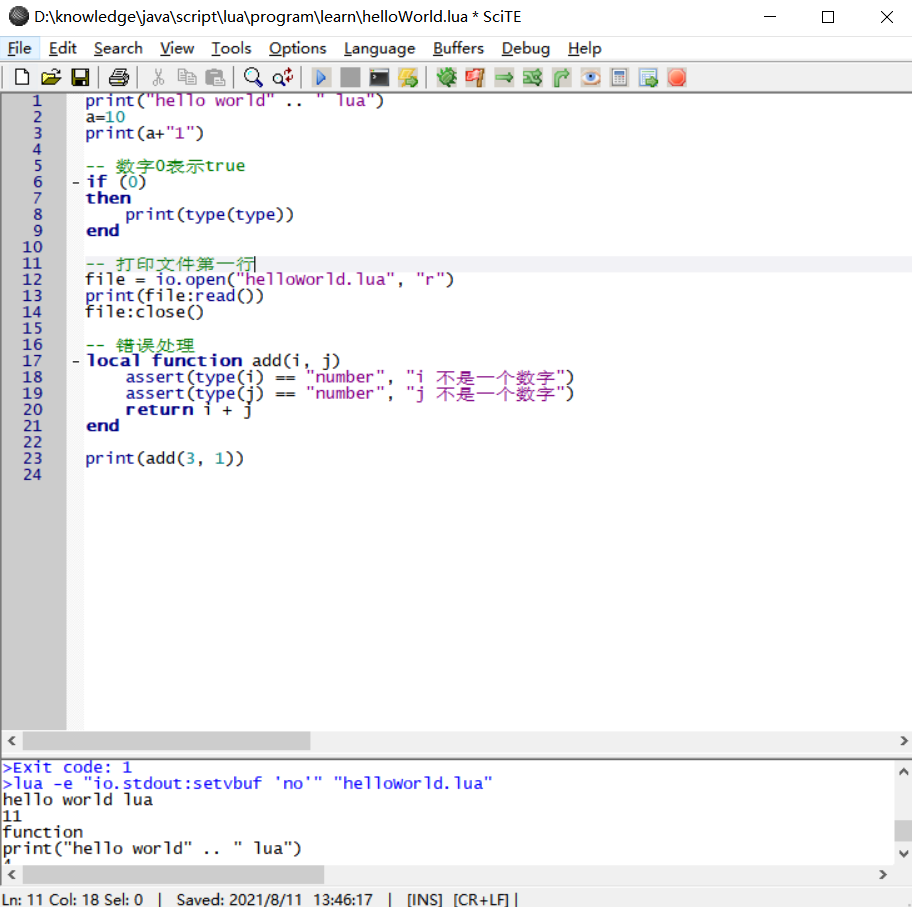 D:\knowledge\java\script\lua\program\learn\helloWorld.lua * SciTE
File Edit Search View Tools Options Language Buffers Debug Help
1 print("hello world" .. " lua")
2 a=10
3 print(a+"1")
4
5 -- 数字0表示true
6 if (0)
7 then
8 print(type(type))
9 end
10
11 -- 打印文件第一行
12 file = io.open("helloWorld.lua", "r")
13 print(file:read())
14 file:close()
15
16 -- 错误处理
17 local function add(i, j)
18 assert(type(i) == "number", "i 不是一个数字")
19 assert(type(j) == "number", "j 不是一个数字")
20 return i + j
21 end
22
23 print(add(3, 1))
24
>Exit code: 1
>lua -e "io.stdout:setvbuf 'no'" "helloWorld.lua"
hello world lua
11
function
print("hello world" .. " lua")
Ln: 11 Col: 18 Sel: 0 | Saved: 2021/8/11 13:46:17 | [INS] [CR+LF] |